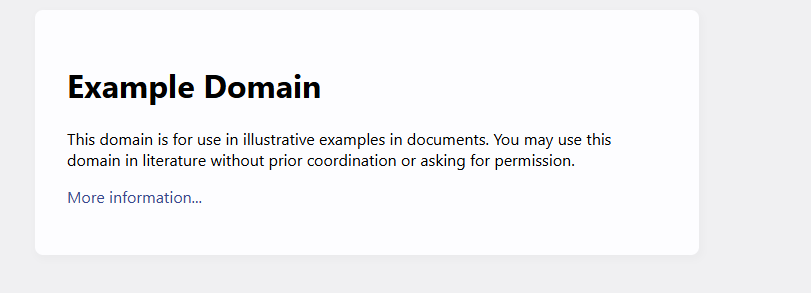 Example Domain
This domain is for use in illustrative examples in documents. You may use this
domain in literature without prior coordination or asking for permission.
More information...